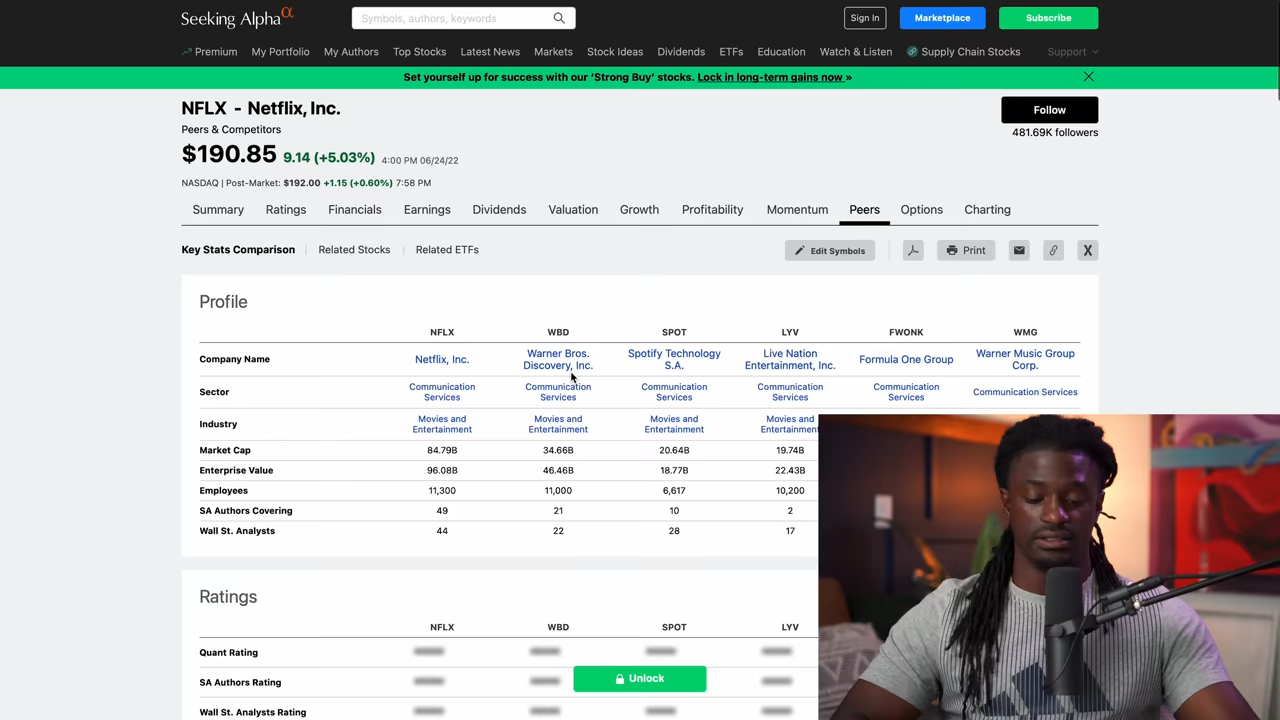 Seeking Alpha α
Symbols, authors, keywords
Sign In
Marketplace
Subscribe
Premium My Portfolio My Authors Top Stocks Latest News Markets Stock Ideas Dividends ETFs Education Watch & Listen Supply Chain Stocks Support
Set yourself up for success with our 'Strong Buy' stocks. Lock in long-term gains now »
NFLX - Netflix, Inc.
Follow
Peers & Competitors
481.69K followers
$190.85 9.14 (+5.03%) 4:00 PM 06/24/22
NASDAQ | Post-Market: $192.00 +1.15 (+0.60%) 7:58 PM
Summary Ratings Financials Earnings Dividends Valuation Growth Profitability Momentum Peers Options Charting
Key Stats Comparison Related Stocks Related ETFs
Edit Symbols
Print
X
Profile
NFLX WBD SPOT LYV FWONK WMG
Company Name Netflix, Inc. Warner Bros. Discovery, Inc. Spotify Technology S.A. Live Nation Entertainment, Inc. Formula One Group Warner Music Group Corp.
Sector Communication Services Communication Services Communication Services Communication Services Communication Services Communication Services
Industry Movies and Entertainment Movies and Entertainment Movies and Entertainment Movies and Entertainment
Market Cap 84.79B 34.66B 20.64B 19.74B
Enterprise Value 96.08B 46.46B 18.77B 22.43B
Employees 11,300 11,000 6,617 10,200
SA Authors Covering 49 21 10 2
Wall St. Analysts 44 22 28 17
Ratings
NFLX WBD SPOT LYV
Quant Rating
Unlock
SA Authors Rating
Wall St. Analysts Rating